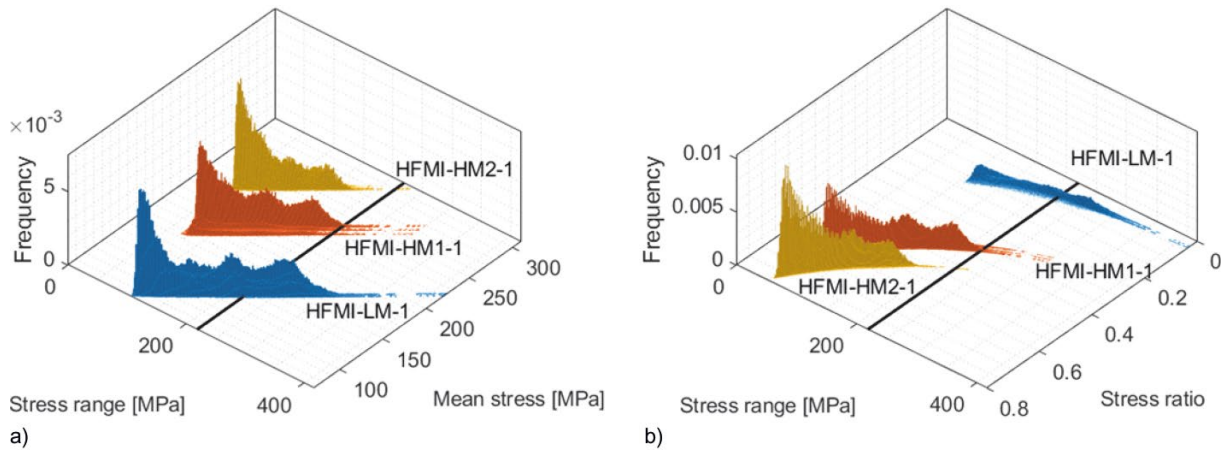 × 10⁻³
Frequency
5
0
0
200
400
Stress range [MPa]
HFMI-HM2-1
HFMI-HM1-1
HFMI-LM-1
300
250
200
150
100
Mean stress [MPa]
a)
0.01
0.005
0
Frequency
0
200
400
Stress range [MPa]
HFMI-LM-1
HFMI-HM1-1
HFMI-HM2-1
0
0.2
0.4
0.6
0.8
Stress ratio
b)